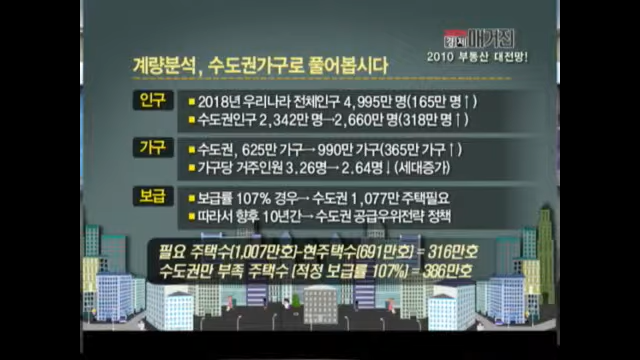 경제매거진
2010 부동산 대전망!
계량분석, 수도권가구로 풀어봅시다
인구
■ 2018년 우리나라 전체인구 4,995만 명(165만 명↑)
■ 수도권인구 2,342만 명→2,660만 명(318만 명↑)
가구
■ 수도권, 625만 가구→990만 가구(365만 가구↑)
■ 가구당 거주인원 3.26명→2.64명↓(세대증가)
보급
■ 보급률 107% 경우→수도권 1,077만 주택필요
■ 따라서 향후 10년간→수도권 공급우위전략 정책
필요 주택수(1,007만호)-현주택수(691만호) = 316만호
수도권만 부족 주택수 [적정 보급률 107%) = 386만호